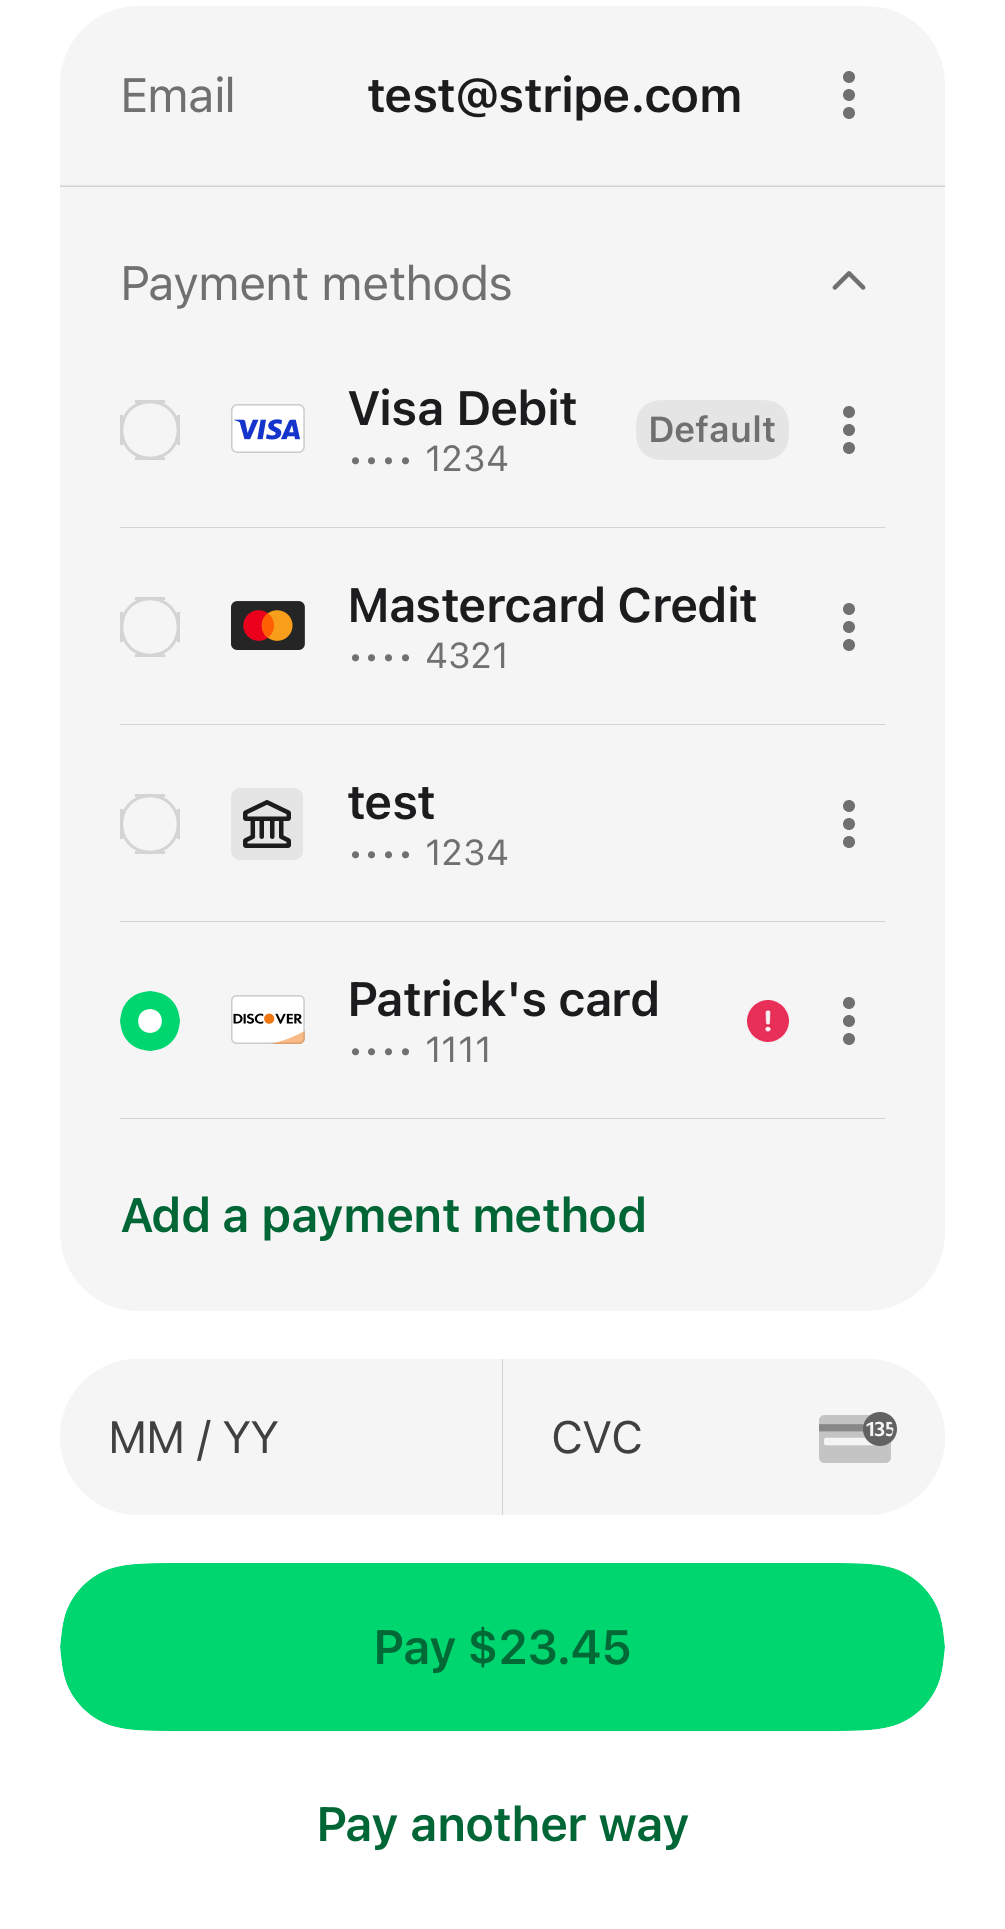 Email test@stripe.com
Payment methods
VISA Visa Debit Default
•••• 1234
Mastercard Credit
•••• 4321
test
•••• 1234
DISCOVER Patrick's card !
•••• 1111
Add a payment method
MM / YY CVC 135
Pay $23.45
Pay another way